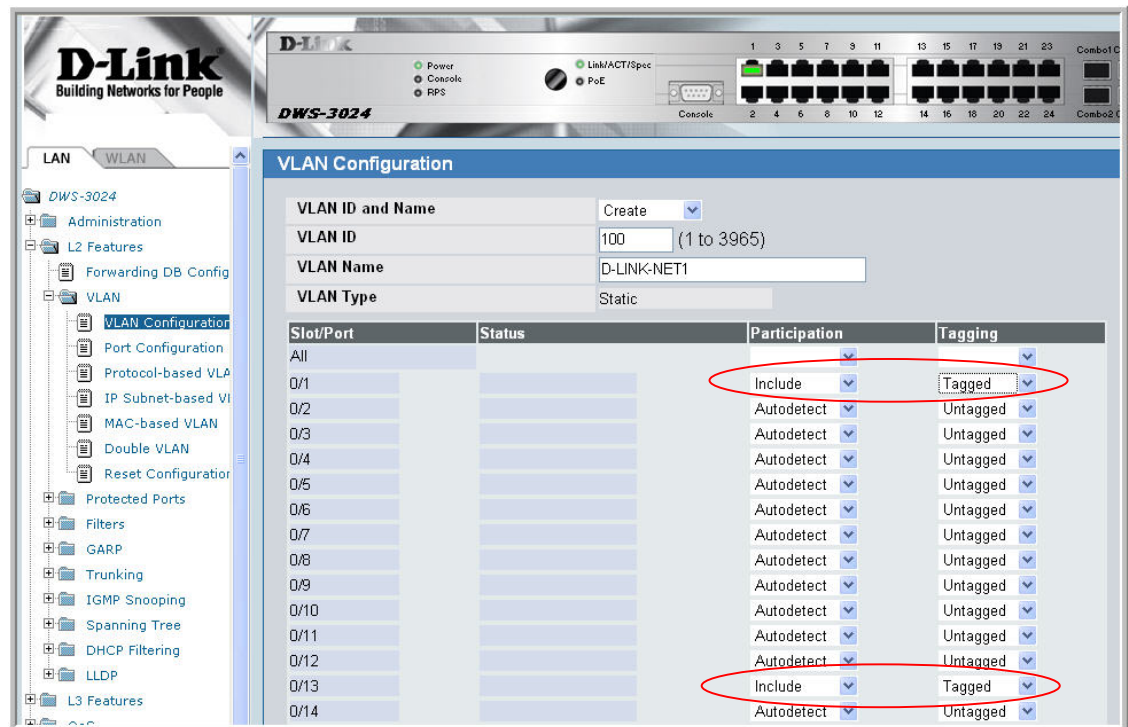 D-Link
Building Networks for People
D-Link
Power
Console
RPS
Link/ACT/Spec
PoE
DWS-3024
Console
1 3 5 7 9 11 13 15 17 19 21 23
2 4 6 8 10 12 14 16 18 20 22 24
Combo1
Combo2
LAN WLAN
DWS-3024
Administration
L2 Features
Forwarding DB Config
VLAN
VLAN Configuration
Port Configuration
Protocol-based VLA
IP Subnet-based Vl
MAC-based VLAN
Double VLAN
Reset Configuration
Protected Ports
Filters
GARP
Trunking
IGMP Snooping
Spanning Tree
DHCP Filtering
LLDP
L3 Features
VLAN Configuration
VLAN ID and Name Create
VLAN ID 100 (1 to 3965)
VLAN Name D-LINK-NET1
VLAN Type Static
Slot/Port Status Participation Tagging
All
0/1 Include Tagged
0/2 Autodetect Untagged
0/3 Autodetect Untagged
0/4 Autodetect Untagged
0/5 Autodetect Untagged
0/6 Autodetect Untagged
0/7 Autodetect Untagged
0/8 Autodetect Untagged
0/9 Autodetect Untagged
0/10 Autodetect Untagged
0/11 Autodetect Untagged
0/12 Autodetect Untagged
0/13 Include Tagged
0/14 Autodetect Untagged